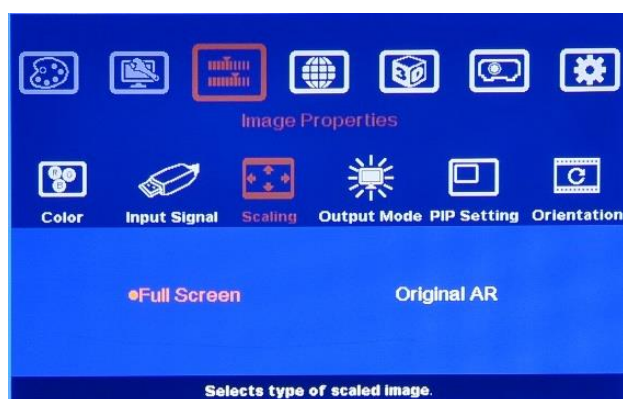 3D
Image Properties
R G
B
Color Input Signal Scaling Output Mode PIP Setting Orientation
Full Screen Original AR
Selects type of scaled image.